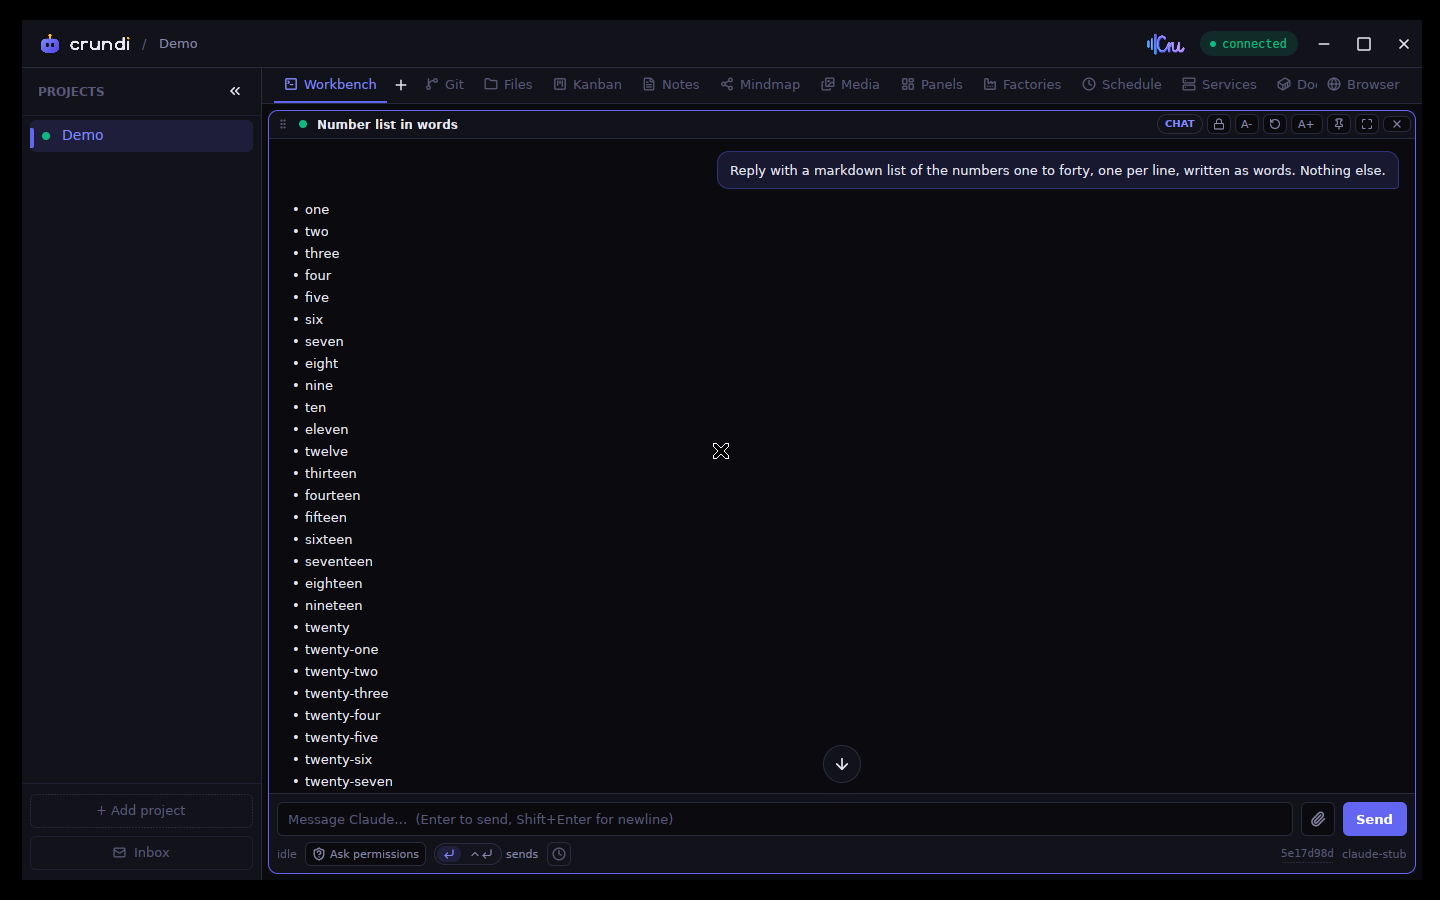 crundi / Demo
Cru
connected
PROJECTS
Workbench Git Files Kanban Notes Mindmap Media Panels Factories Schedule Services Do Browser
Demo
Number list in words
CHAT A- A+
Reply with a markdown list of the numbers one to forty, one per line, written as words. Nothing else.
• one
• two
• three
• four
• five
• six
• seven
• eight
• nine
• ten
• eleven
• twelve
• thirteen
• fourteen
• fifteen
• sixteen
• seventeen
• eighteen
• nineteen
• twenty
• twenty-one
• twenty-two
• twenty-three
• twenty-four
• twenty-five
• twenty-six
• twenty-seven
+ Add project
Inbox
Message Claude... (Enter to send, Shift+Enter for newline)
Send
idle Ask permissions sends
5e17d98d claude-stub